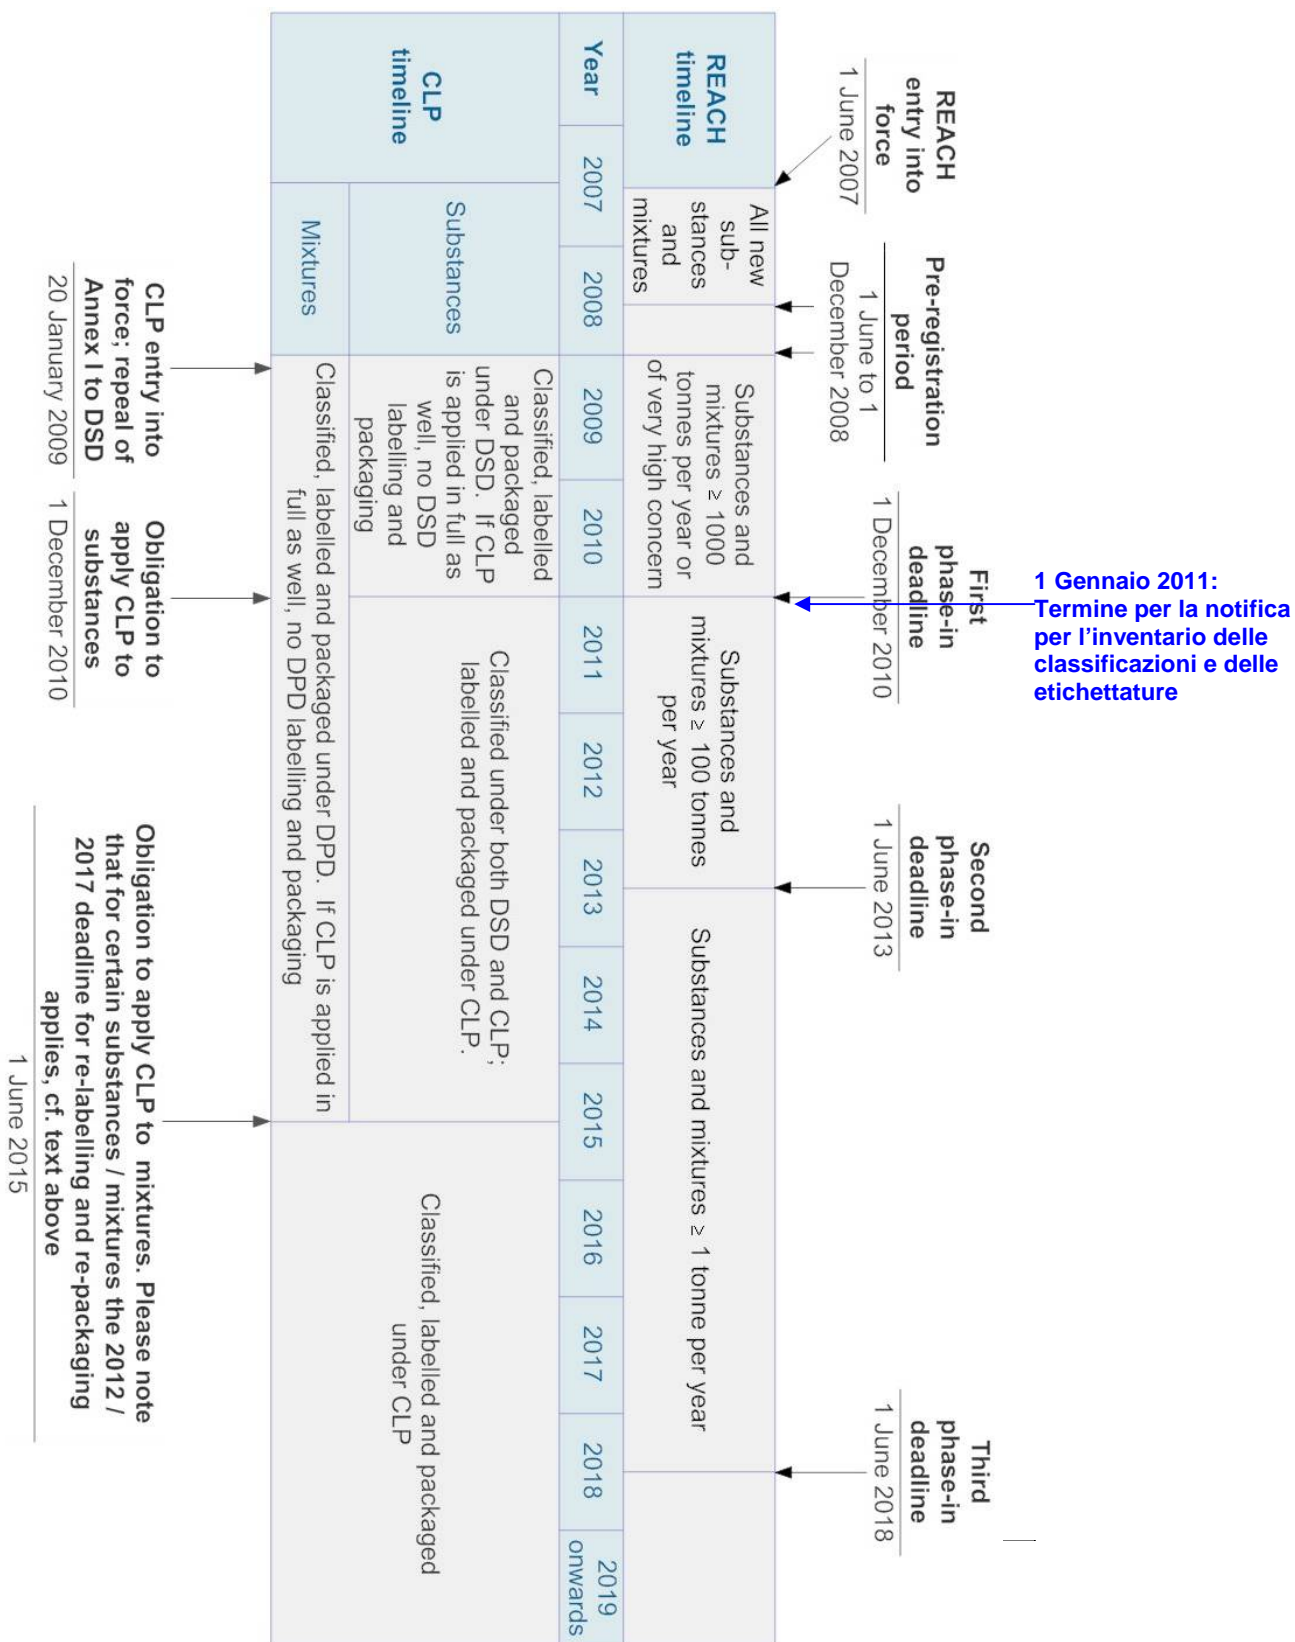 REACH
entry into
force
1 June 2007
Pre-registration
period
1 June to 1
December 2008
First
phase-in
deadline
1 December 2010
Second
phase-in
deadline
1 June 2013
Third
phase-in
deadline
1 June 2018
1 Gennaio 2011:
Termine per la notifica
per l’inventario delle
classificazioni e delle
etichettature
REACH
timeline
All new
sub-
stances
and
mixtures
Substances and
mixtures ≥ 1000
tonnes per year or
of very high concern
Substances and
mixtures ≥ 100 tonnes
per year
Substances and mixtures ≥ 1 tonne per year
Year
2007
2008
2009
2010
2011
2012
2013
2014
2015
2016
2017
2018
2019
onwards
CLP
timeline
Substances
Classified, labelled
and packaged
under DSD. If CLP
is applied in full as
well, no DSD
labelling and
packaging
Classified under both DSD and CLP;
labelled and packaged under CLP.
Classified, labelled and packaged
under CLP
Mixtures
Classified, labelled and packaged under DPD. If CLP is applied in
full as well, no DPD labelling and packaging
CLP entry into
force; repeal of
Annex I to DSD
20 January 2009
Obligation to
apply CLP to
substances
1 December 2010
Obligation to apply CLP to mixtures. Please note
that for certain substances / mixtures the 2012 /
2017 deadline for re-labelling and re-packaging
applies, cf. text above
1 June 2015